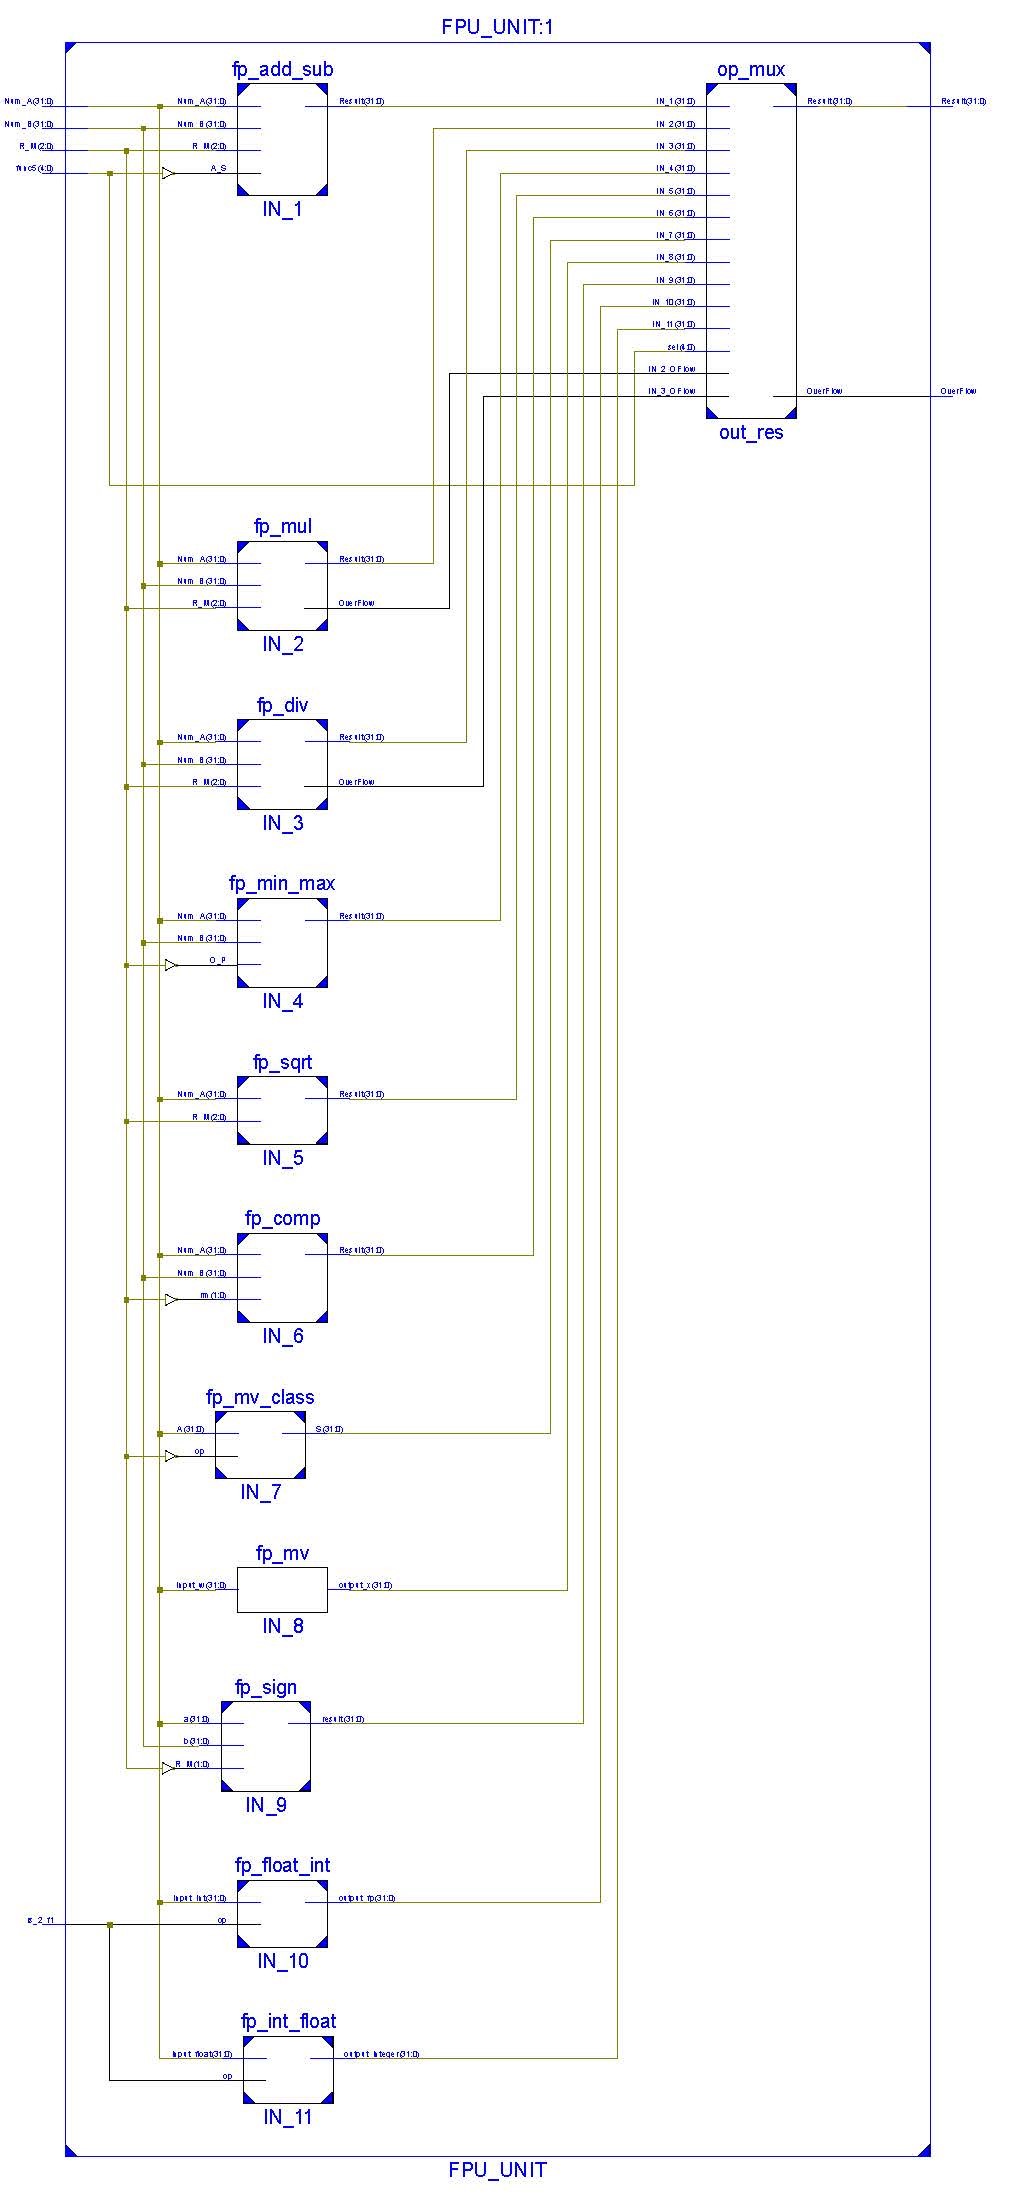 FPU_UNIT:1
fp_add_sub
op_mux
Num_A(31:0) Num_A(31:0) Result(31:0) IN_1(31:0) Result(31:0) Result(31:0)
Num_B(31:0) Num_B(31:0) IN_2(31:0)
R_M(2:0) R_M(2:0) IN_3(31:0)
func5(4:0) A_S IN_4(31:0)
IN_5(31:0)
IN_1
IN_6(31:0)
IN_7(31:0)
IN_8(31:0)
IN_9(31:0)
IN_10(31:0)
IN_11(31:0)
sel(4:0)
IN_2_OFlow
IN_3_OFlow OverFlow OverFlow
out_res
fp_mul
Num_A(31:0) Result(31:0)
Num_B(31:0)
R_M(2:0) OverFlow
IN_2
fp_div
Num_A(31:0) Result(31:0)
Num_B(31:0)
R_M(2:0) OverFlow
IN_3
fp_min_max
Num_A(31:0) Result(31:0)
Num_B(31:0)
O_P
IN_4
fp_sqrt
Num_A(31:0) Result(31:0)
R_M(2:0)
IN_5
fp_comp
Num_A(31:0) Result(31:0)
Num_B(31:0)
rm(1:0)
IN_6
fp_mv_class
A(31:0) S(31:0)
op
IN_7
fp_mv
input_w(31:0) output_x(31:0)
IN_8
fp_sign
a(31:0) result(31:0)
b(31:0)
R_M(1:0)
IN_9
fp_float_int
input_int(31:0) output_fp(31:0)
op
IN_10
fp_int_float
input_float(31:0) output_integer(31:0)
op
IN_11
FPU_UNIT